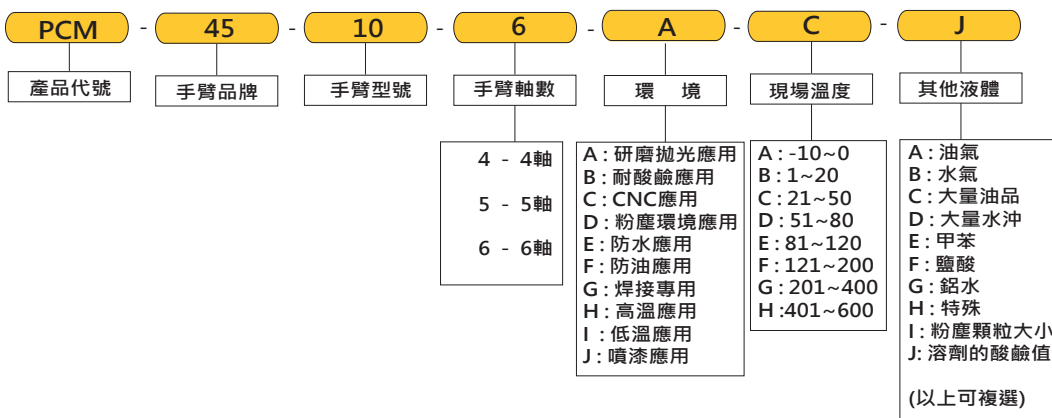 PCM - 45 - 10 - 6 - A - C - J
產品代號 手臂品牌 手臂型號 手臂軸數 環 境 現場溫度 其他液體
4 - 4軸
5 - 5軸
6 - 6軸
A : 研磨拋光應用
B : 耐酸鹼應用
C : CNC應用
D : 粉塵環境應用
E : 防水應用
F : 防油應用
G : 焊接專用
H : 高溫應用
I : 低溫應用
J : 噴漆應用
A : -10~0
B : 1~20
C : 21~50
D : 51~80
E : 81~120
F : 121~200
G : 201~400
H :401~600
A : 油氣
B : 水氣
C : 大量油品
D : 大量水沖
E : 甲苯
F : 鹽酸
G : 鋁水
H : 特殊
I : 粉塵顆粒大小
J: 溶劑的酸鹼值
(以上可複選)